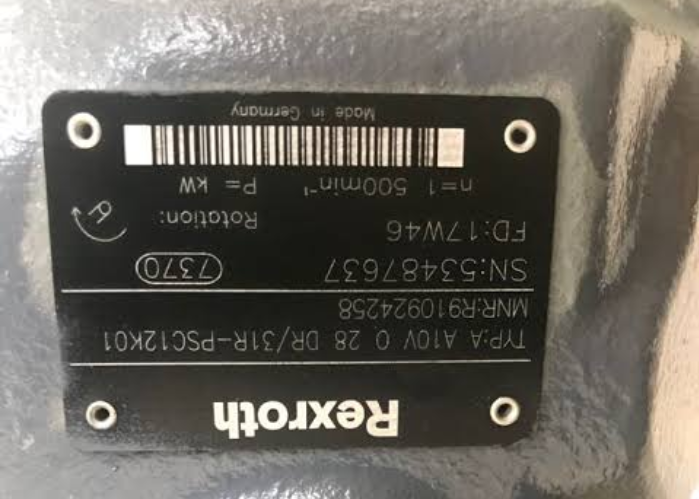 Rexroth
TYP:A A10V O 28 DR/31R-PSC12K01
MNR:R910924258
SN:53487637 7370
FD:17W46 Rotation: R
n=1 500min⁻¹ P= kW
Made in Germany